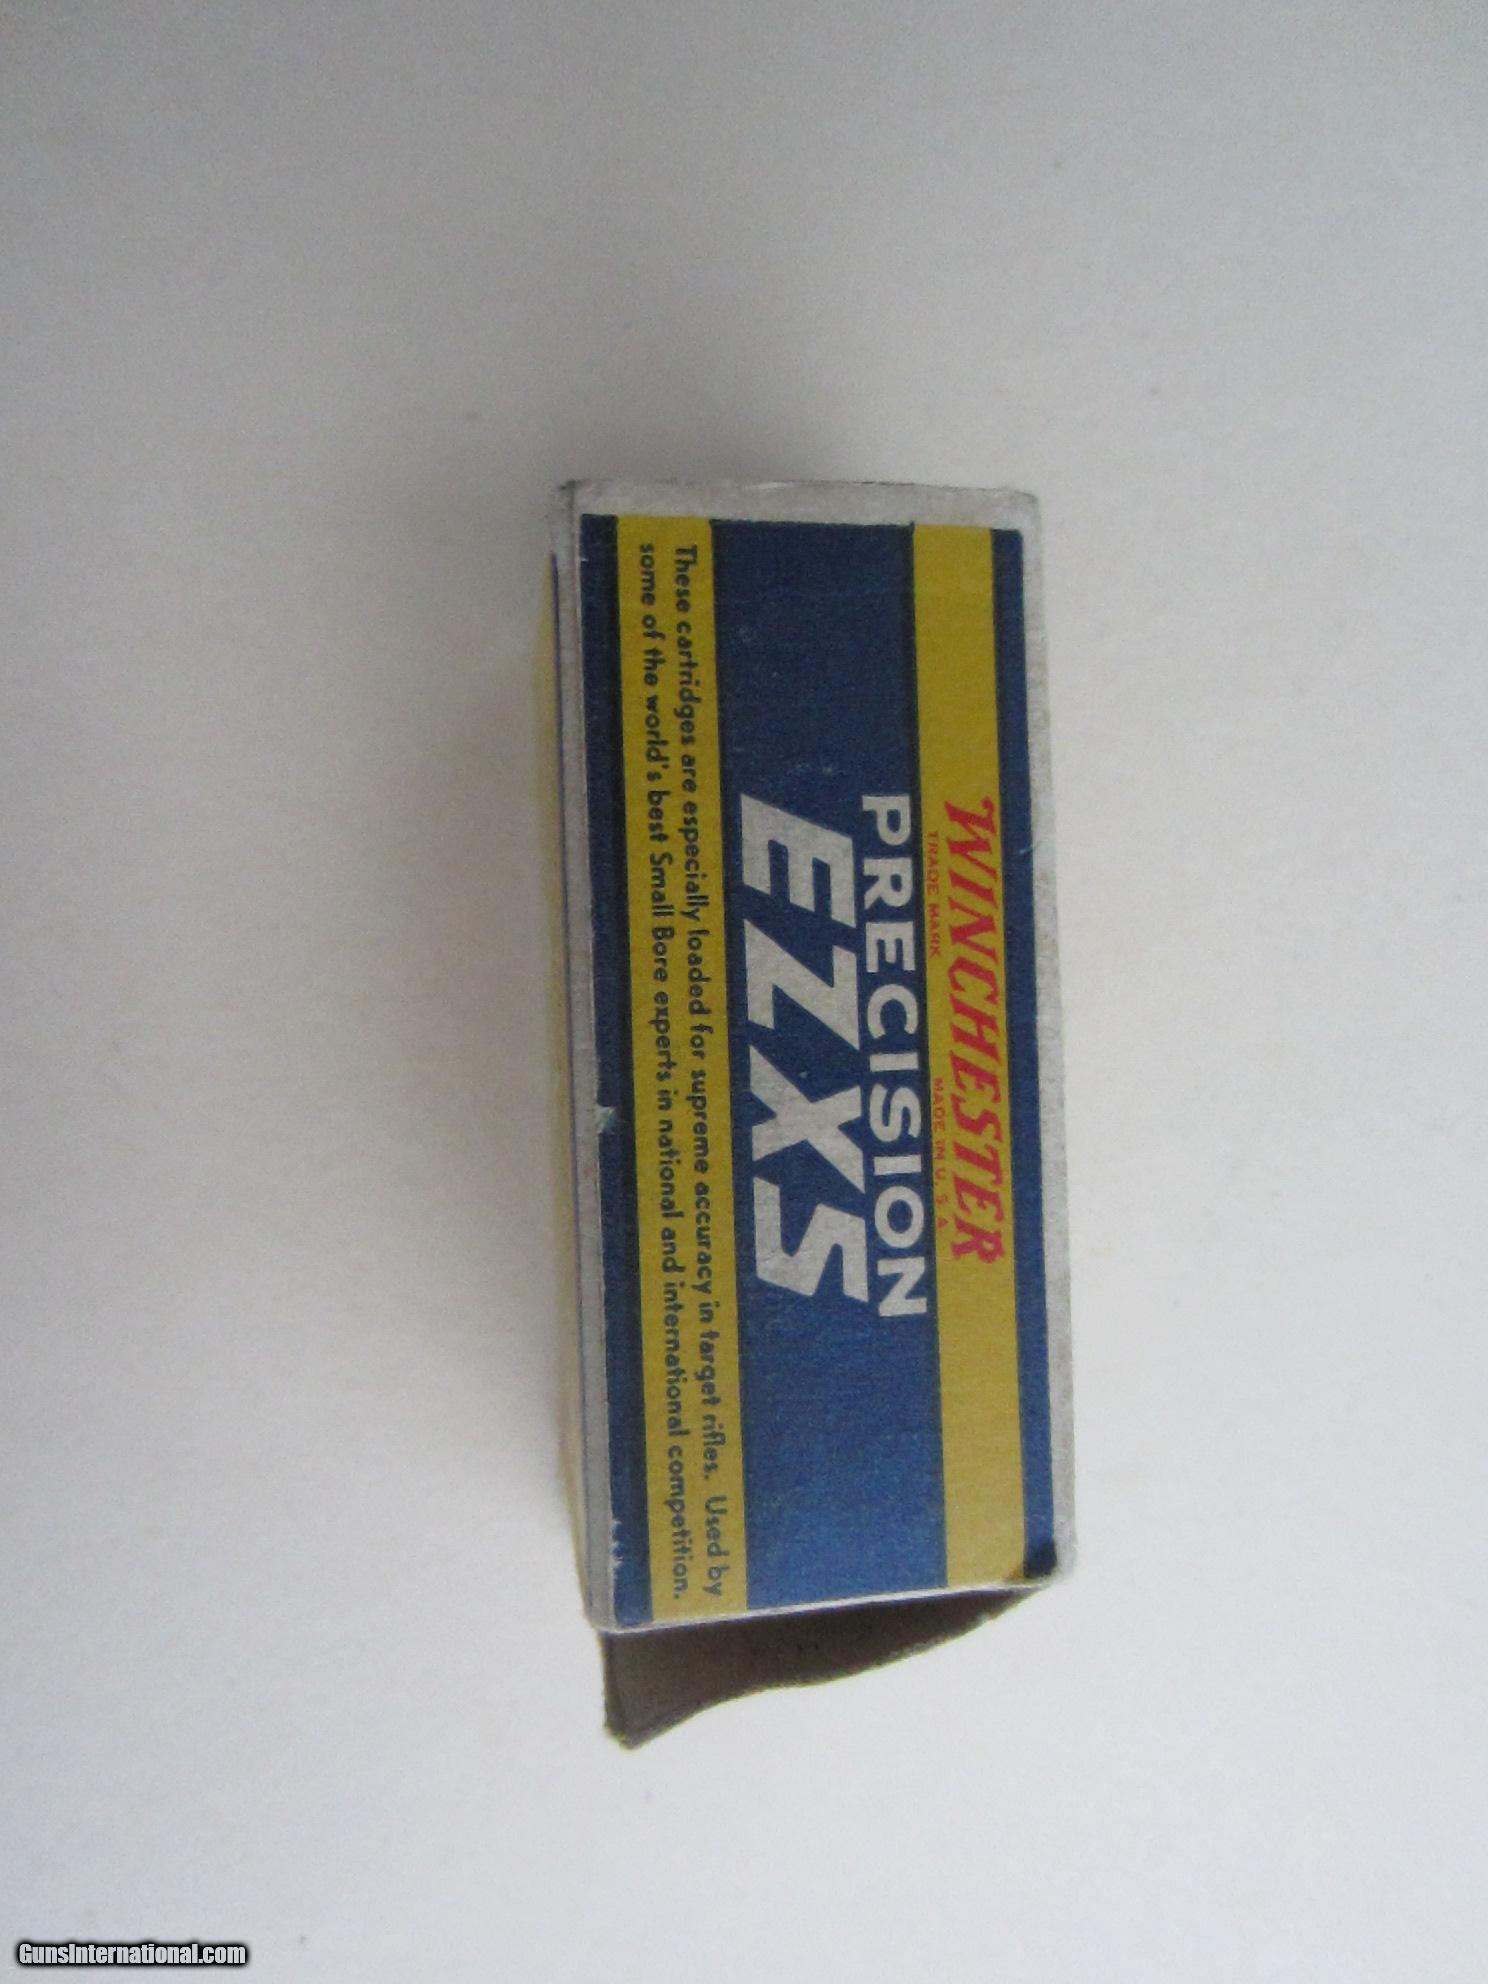 WINCHESTER
TRADE MARK MADE IN U.S.A.
PRECISION
EZXS
These cartridges are especially loaded for supreme accuracy in target rifles. Used by
some of the world's best Small Bore experts in national and international competition.
GunsInternational.com